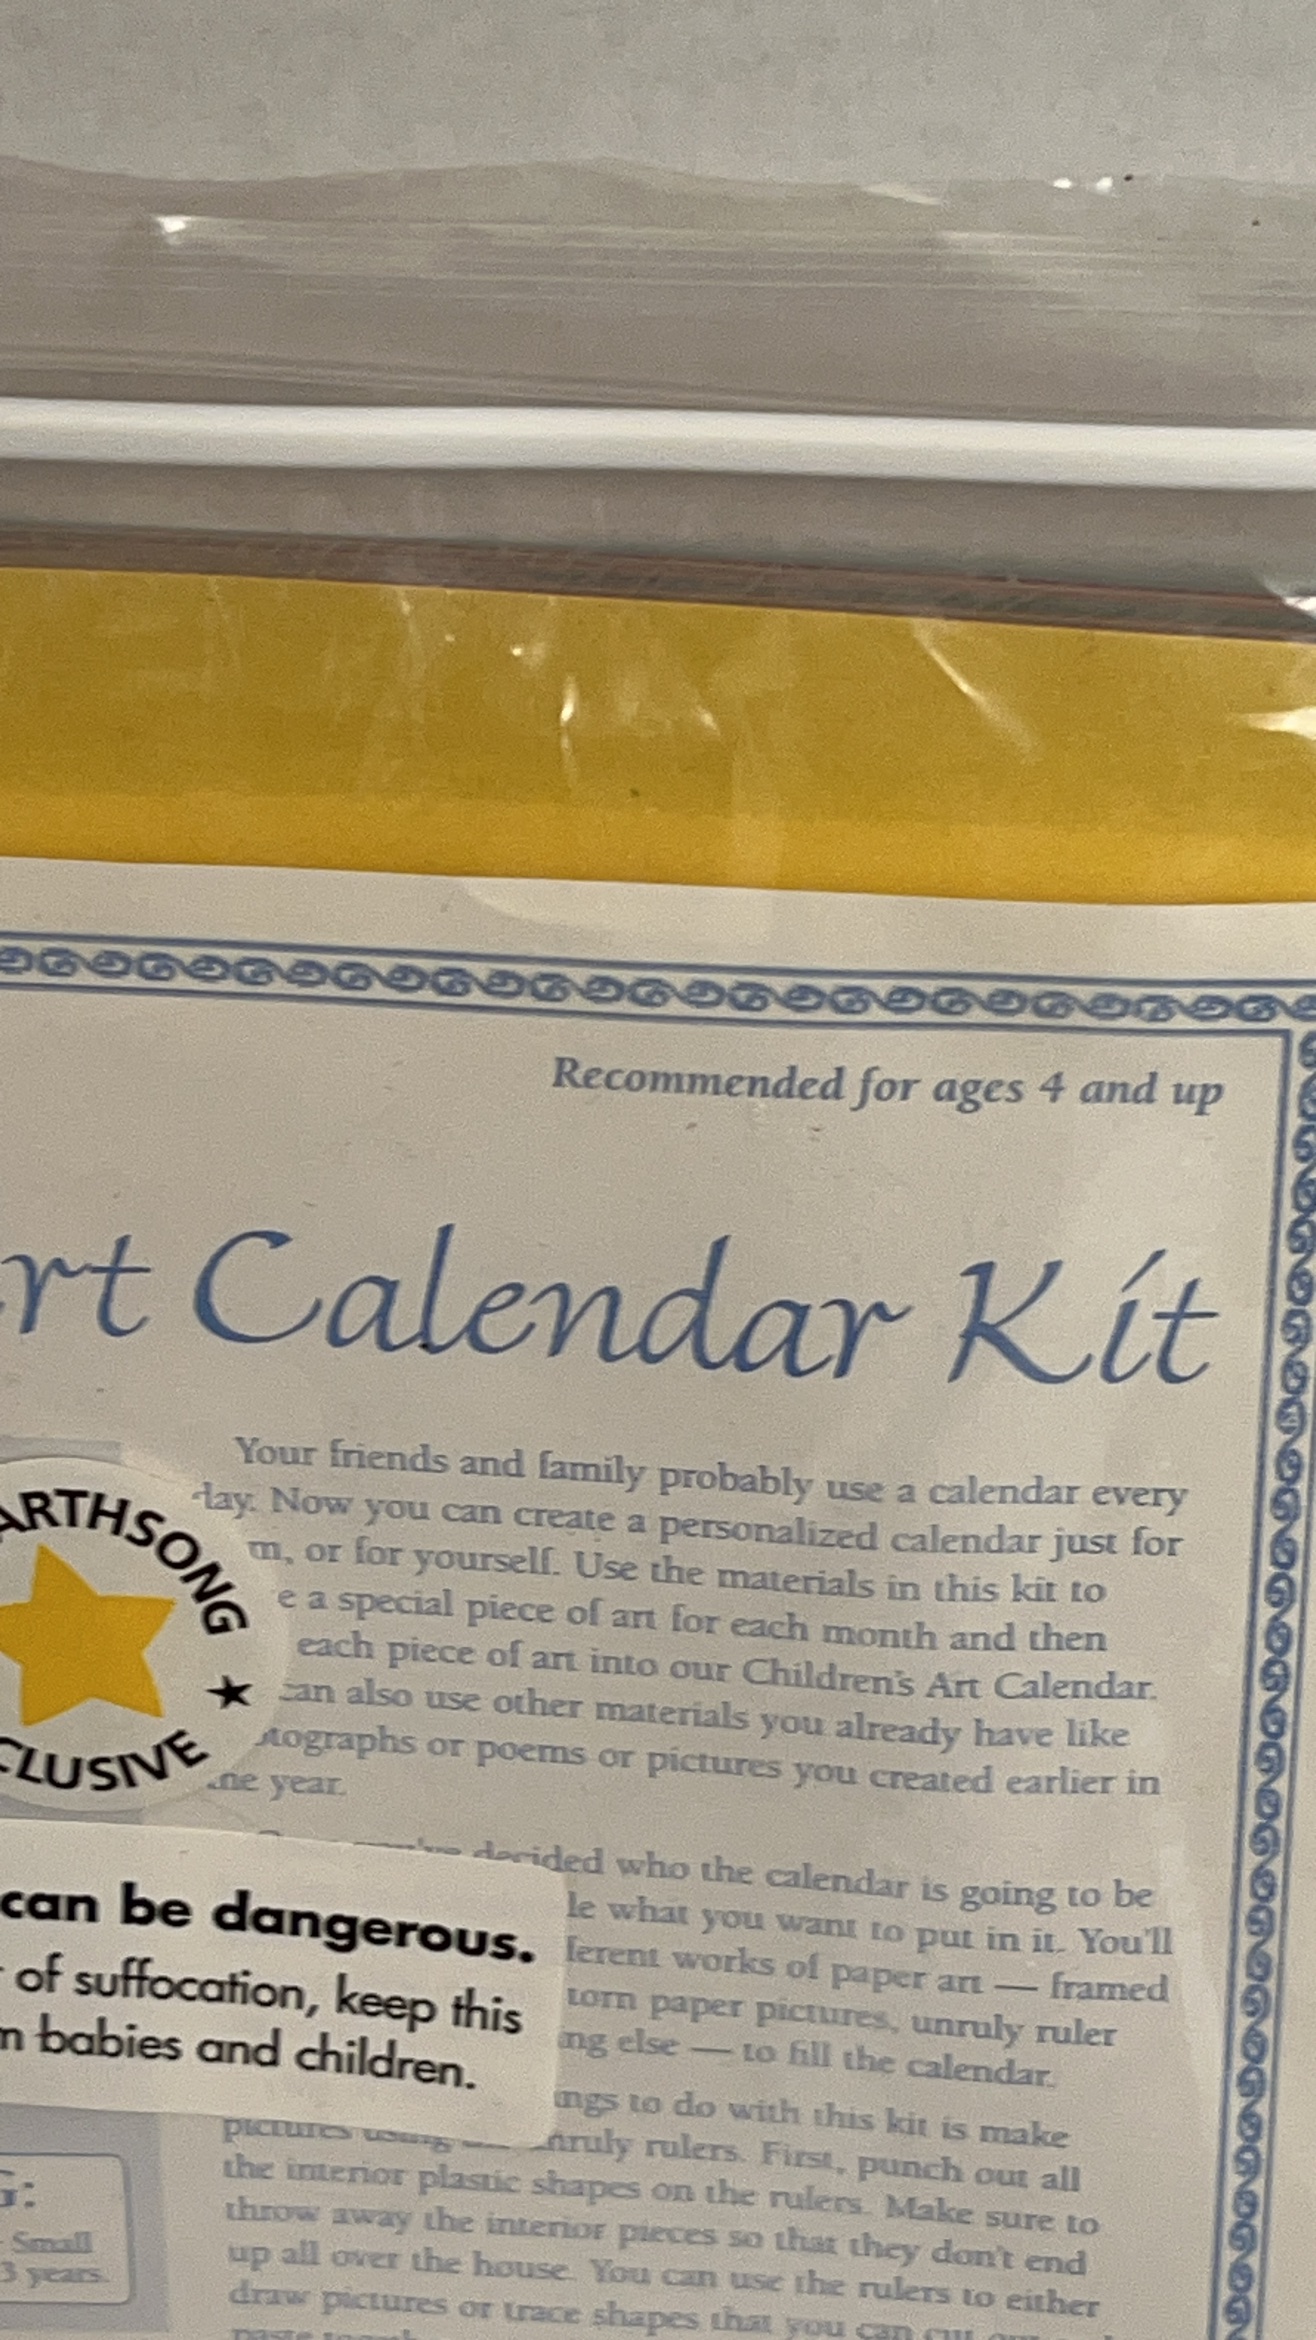 Recommended for ages 4 and up
rt Calendar Kit
Your friends and family probably use a calendar every
day. Now you can create a personalized calendar just for
m, or for yourself. Use the materials in this kit to
e a special piece of art for each month and then
each piece of art into our Children's Art Calendar.
can also use other materials you already have like
tographs or poems or pictures you created earlier in
the year.
ARTHSONG
★
CLUSIVE
decided who the calendar is going to be
le what you want to put in it. You'll
ferent works of paper art — framed
torn paper pictures, unruly ruler
ng else — to fill the calendar.
can be dangerous.
of suffocation, keep this
m babies and children.
ngs to do with this kit is make
pictures using unruly rulers. First, punch out all
the interior plastic shapes on the rulers. Make sure to
throw away the interior pieces so that they don't end
up all over the house. You can use the rulers to either
draw pictures or trace shapes that you can cut
G:
Small
3 years.